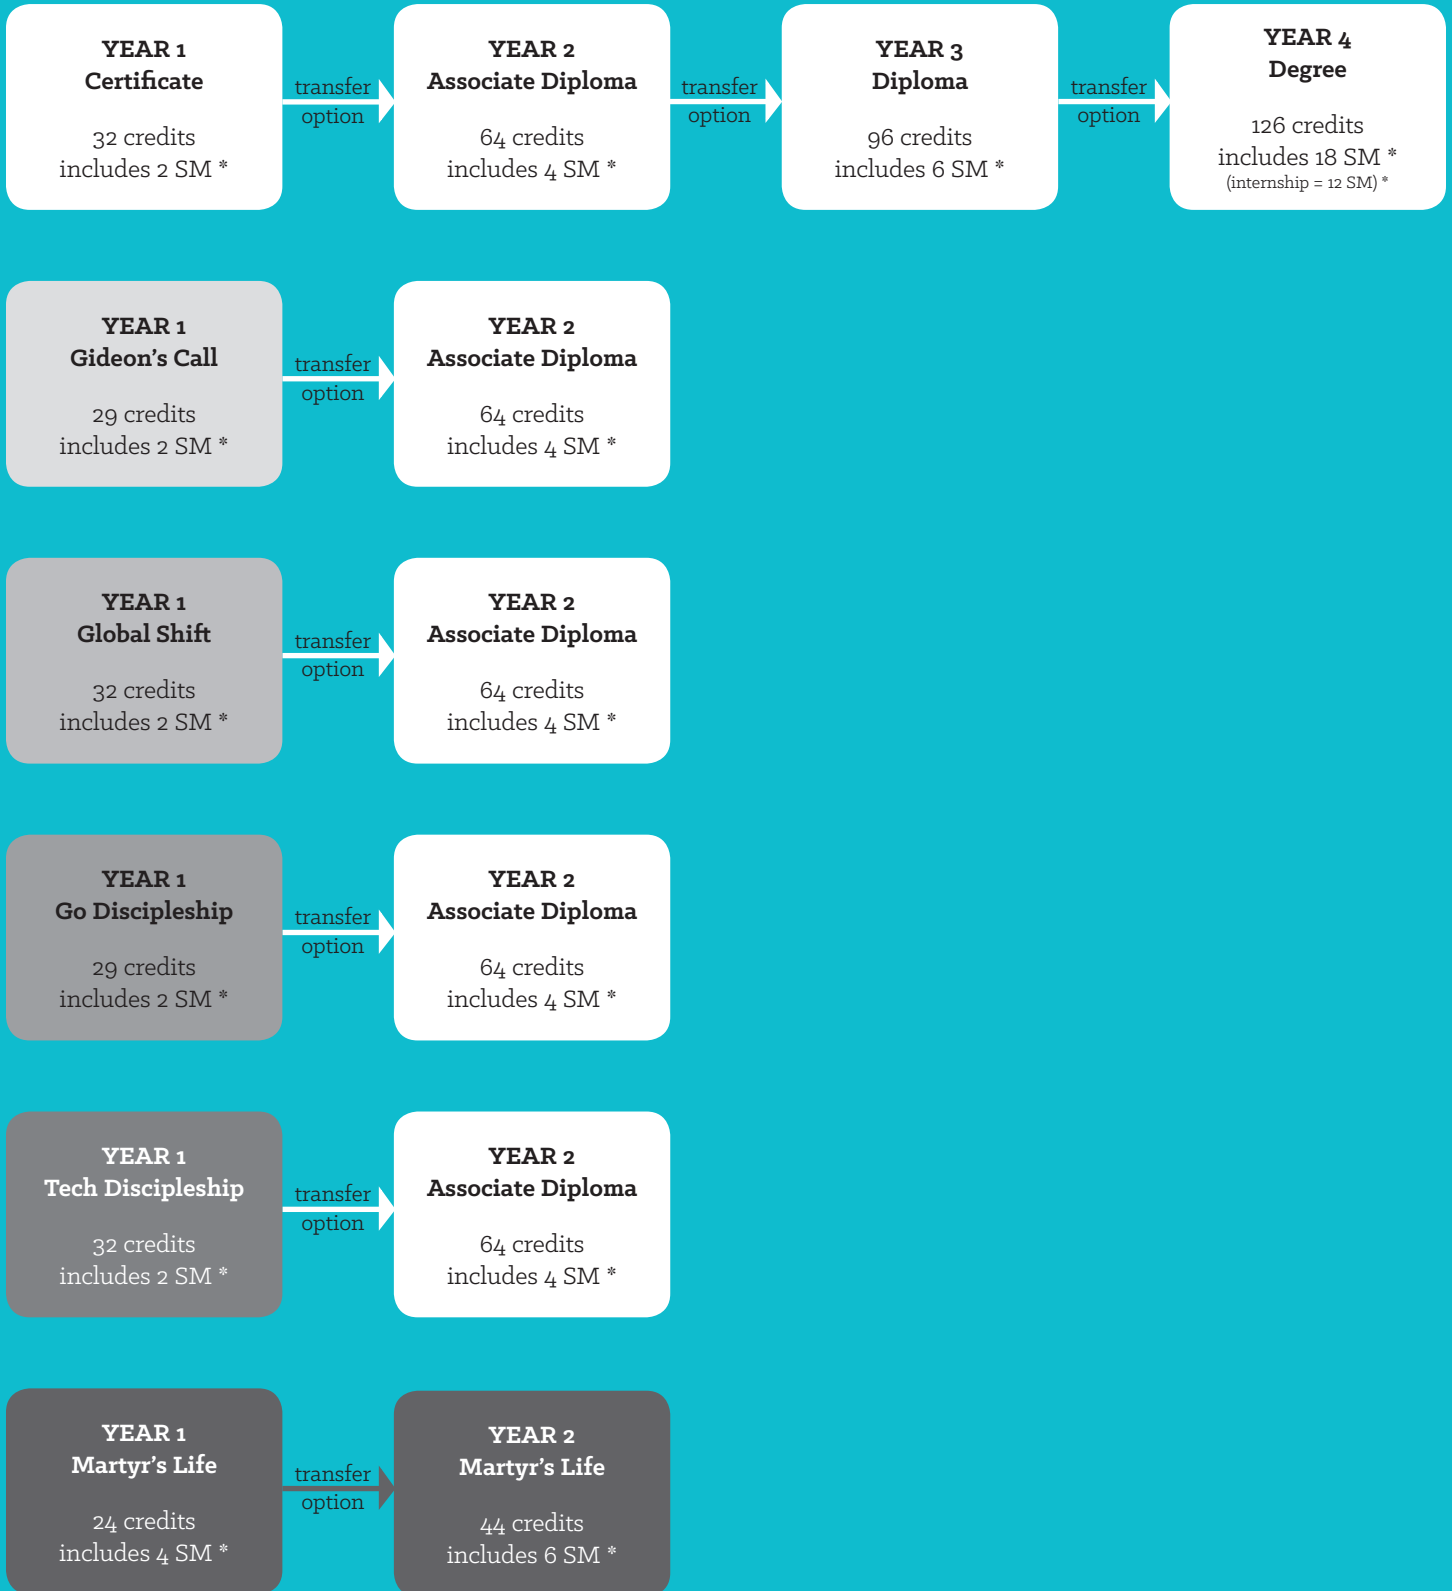 YEAR 1
Certificate
32 credits
includes 2 SM *
transfer
option
YEAR 2
Associate Diploma
64 credits
includes 4 SM *
transfer
option
YEAR 3
Diploma
96 credits
includes 6 SM *
transfer
option
YEAR 4
Degree
126 credits
includes 18 SM *
(internship = 12 SM) *
YEAR 1
Gideon’s Call
29 credits
includes 2 SM *
transfer
option
YEAR 2
Associate Diploma
64 credits
includes 4 SM *
YEAR 1
Global Shift
32 credits
includes 2 SM *
transfer
option
YEAR 2
Associate Diploma
64 credits
includes 4 SM *
YEAR 1
Go Discipleship
29 credits
includes 2 SM *
transfer
option
YEAR 2
Associate Diploma
64 credits
includes 4 SM *
YEAR 1
Tech Discipleship
32 credits
includes 2 SM *
transfer
option
YEAR 2
Associate Diploma
64 credits
includes 4 SM *
YEAR 1
Martyr’s Life
24 credits
includes 4 SM *
transfer
option
YEAR 2
Martyr’s Life
44 credits
includes 6 SM *